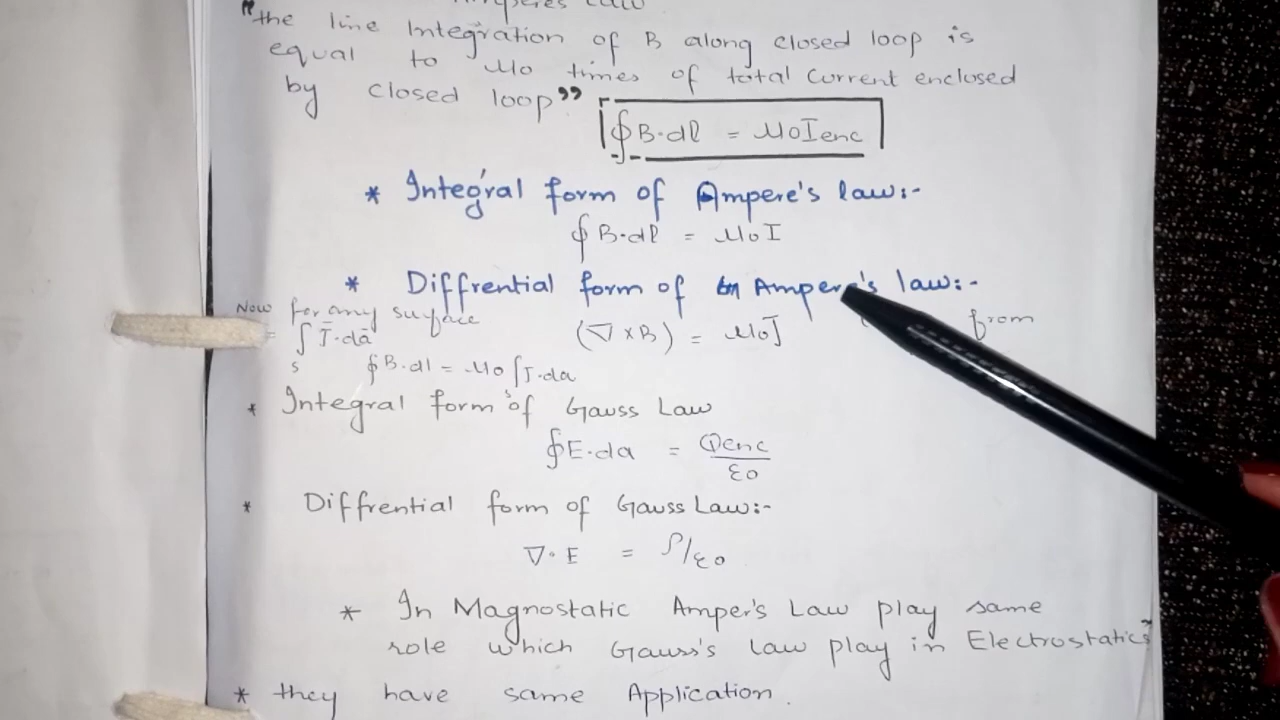 Ampere's Law
"the line Integration of B along closed loop is
equal to μo times of total current enclosed
by closed loop”
∮B·dl = μoIenc
* Integral form of Ampere's law:-
∮B·dl = μoI
* Diffrential form of Ampere's law:-
Now for any surface
from
= ∫s J̄·dā
(∇×B) = μoJ
∮B·dl = μo∫J·da
* Integral form of Gauss Law
∮E·da = Qenc/εo
* Diffrential form of Gauss Law:-
∇·E = ρ/εo
* In Magnostatic Amper's Law play same
role which Gauss's law play in Electrostatics
* they have same Application.